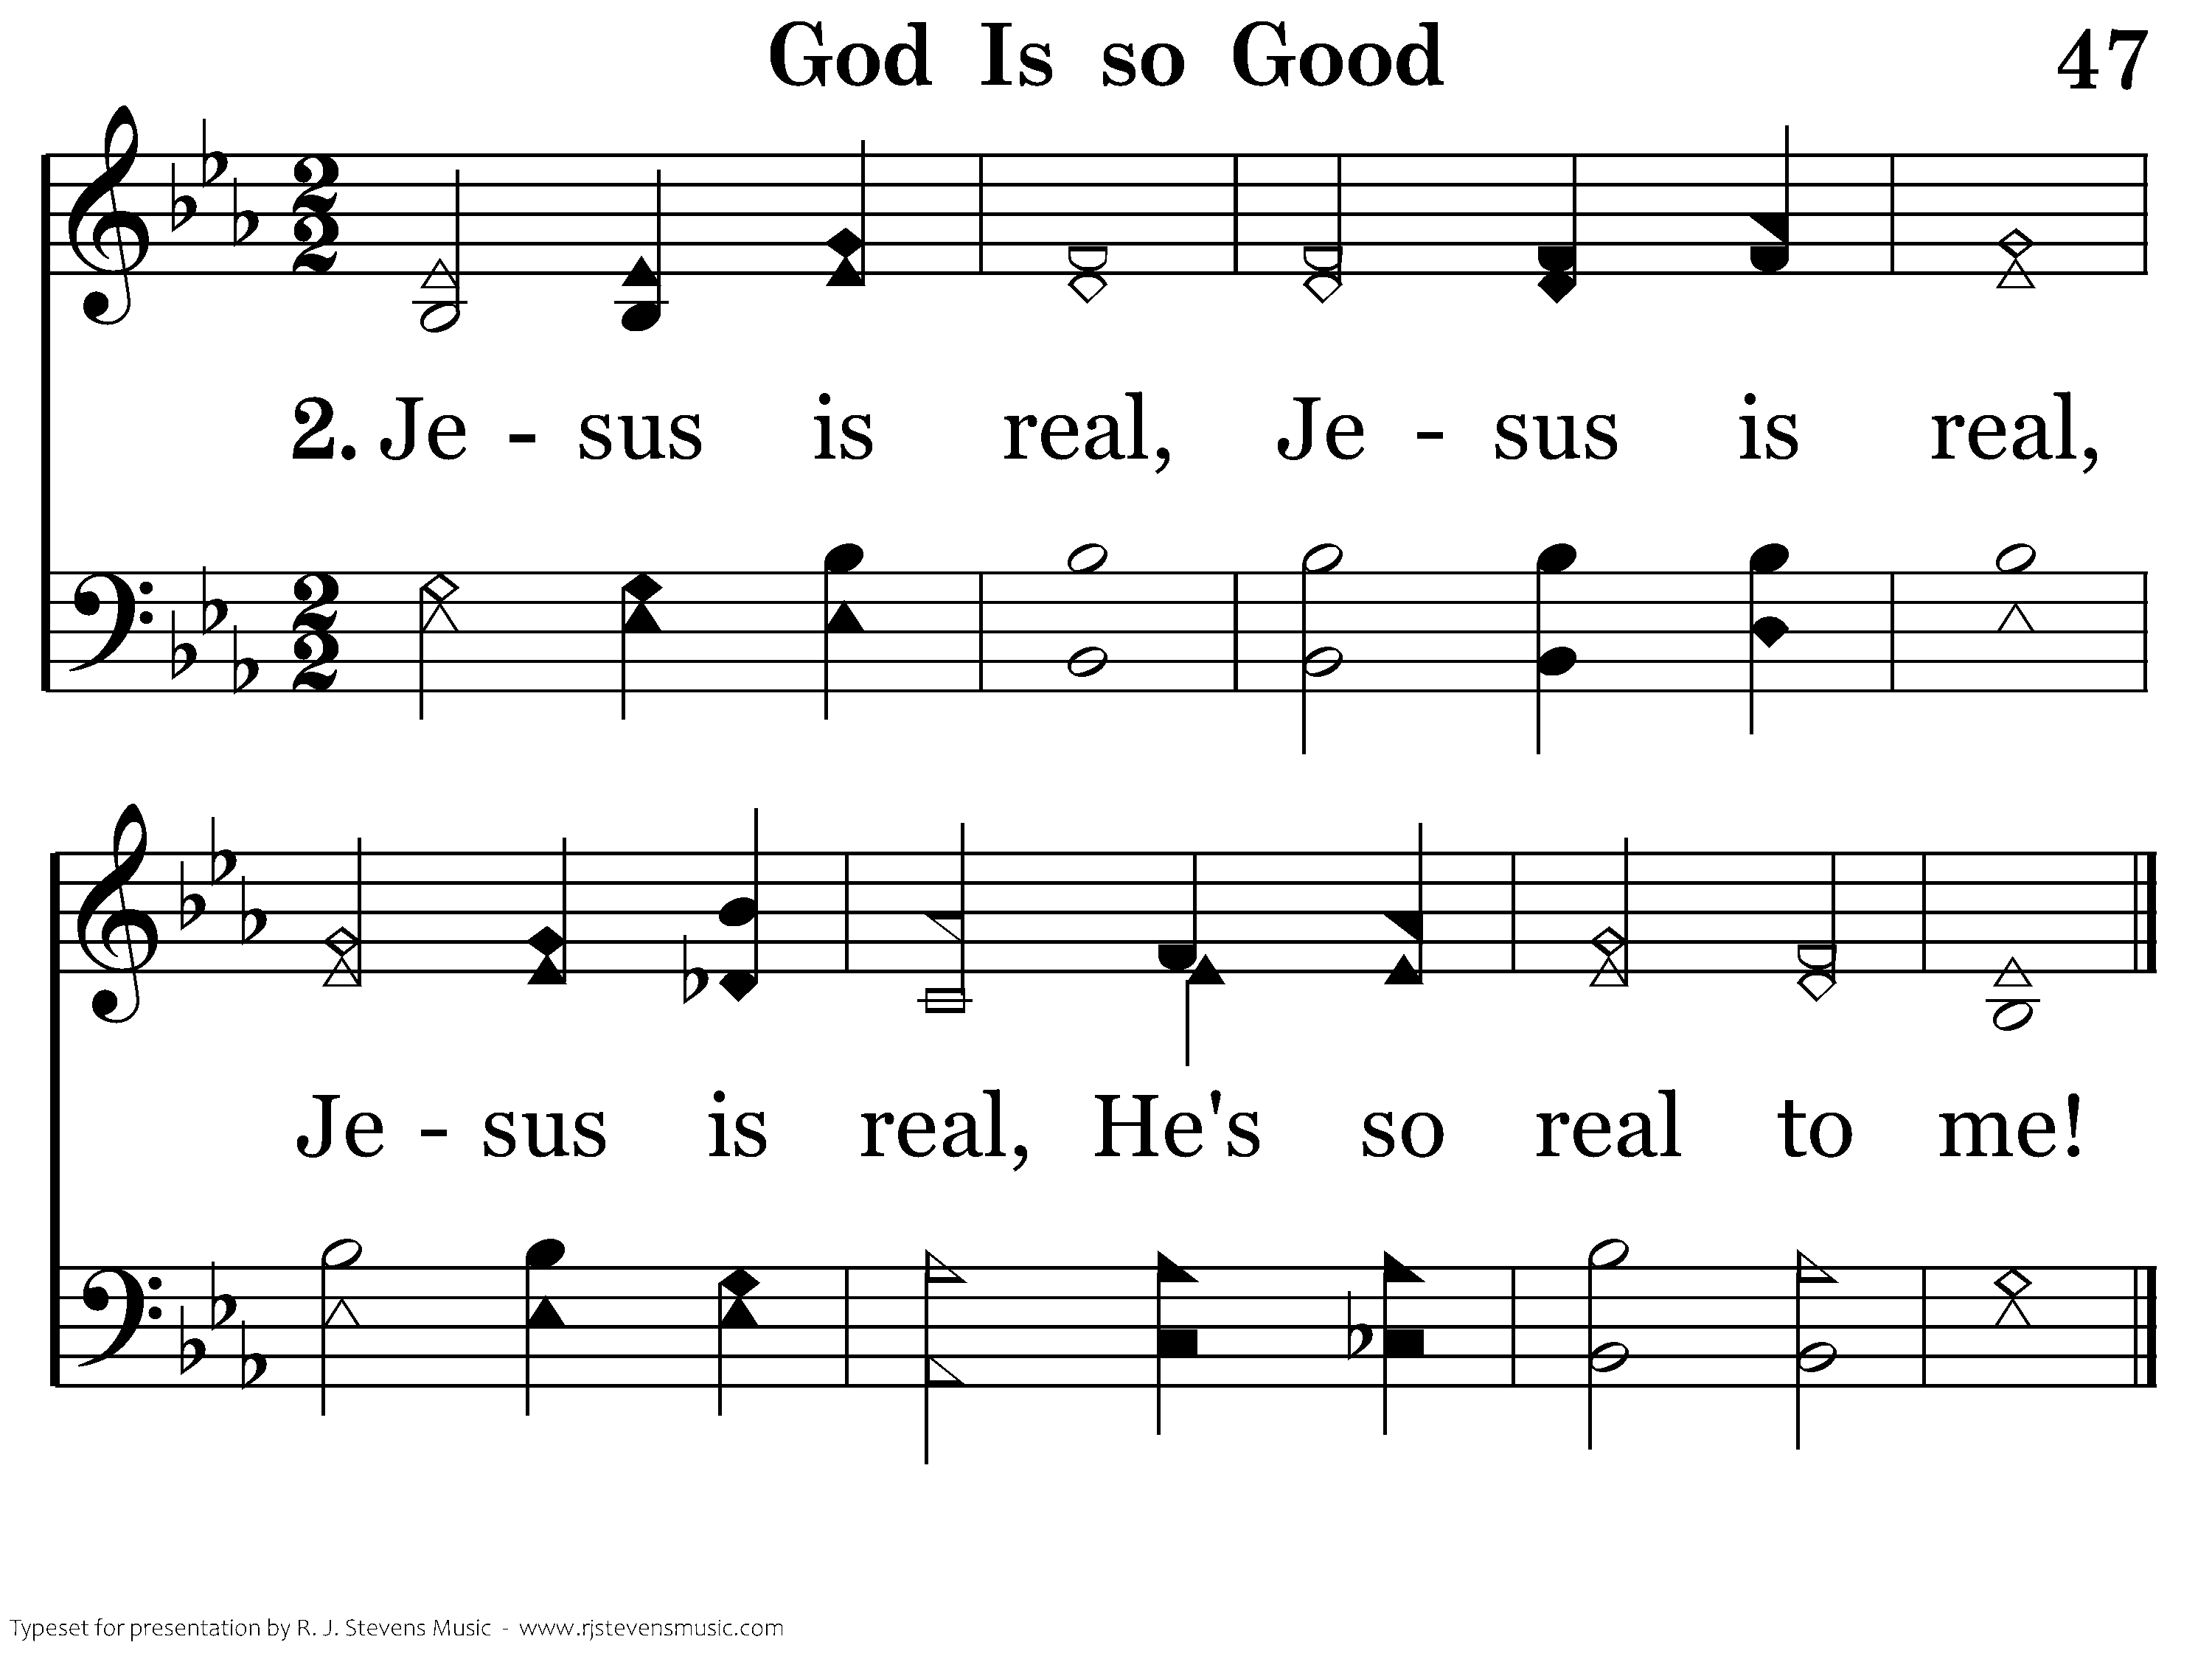 God Is so Good 47
2. Je - sus is real, Je - sus is real,
Je - sus is real, He's so real to me!
Typeset for presentation by R. J. Stevens Music - www.rjstevensmusic.com